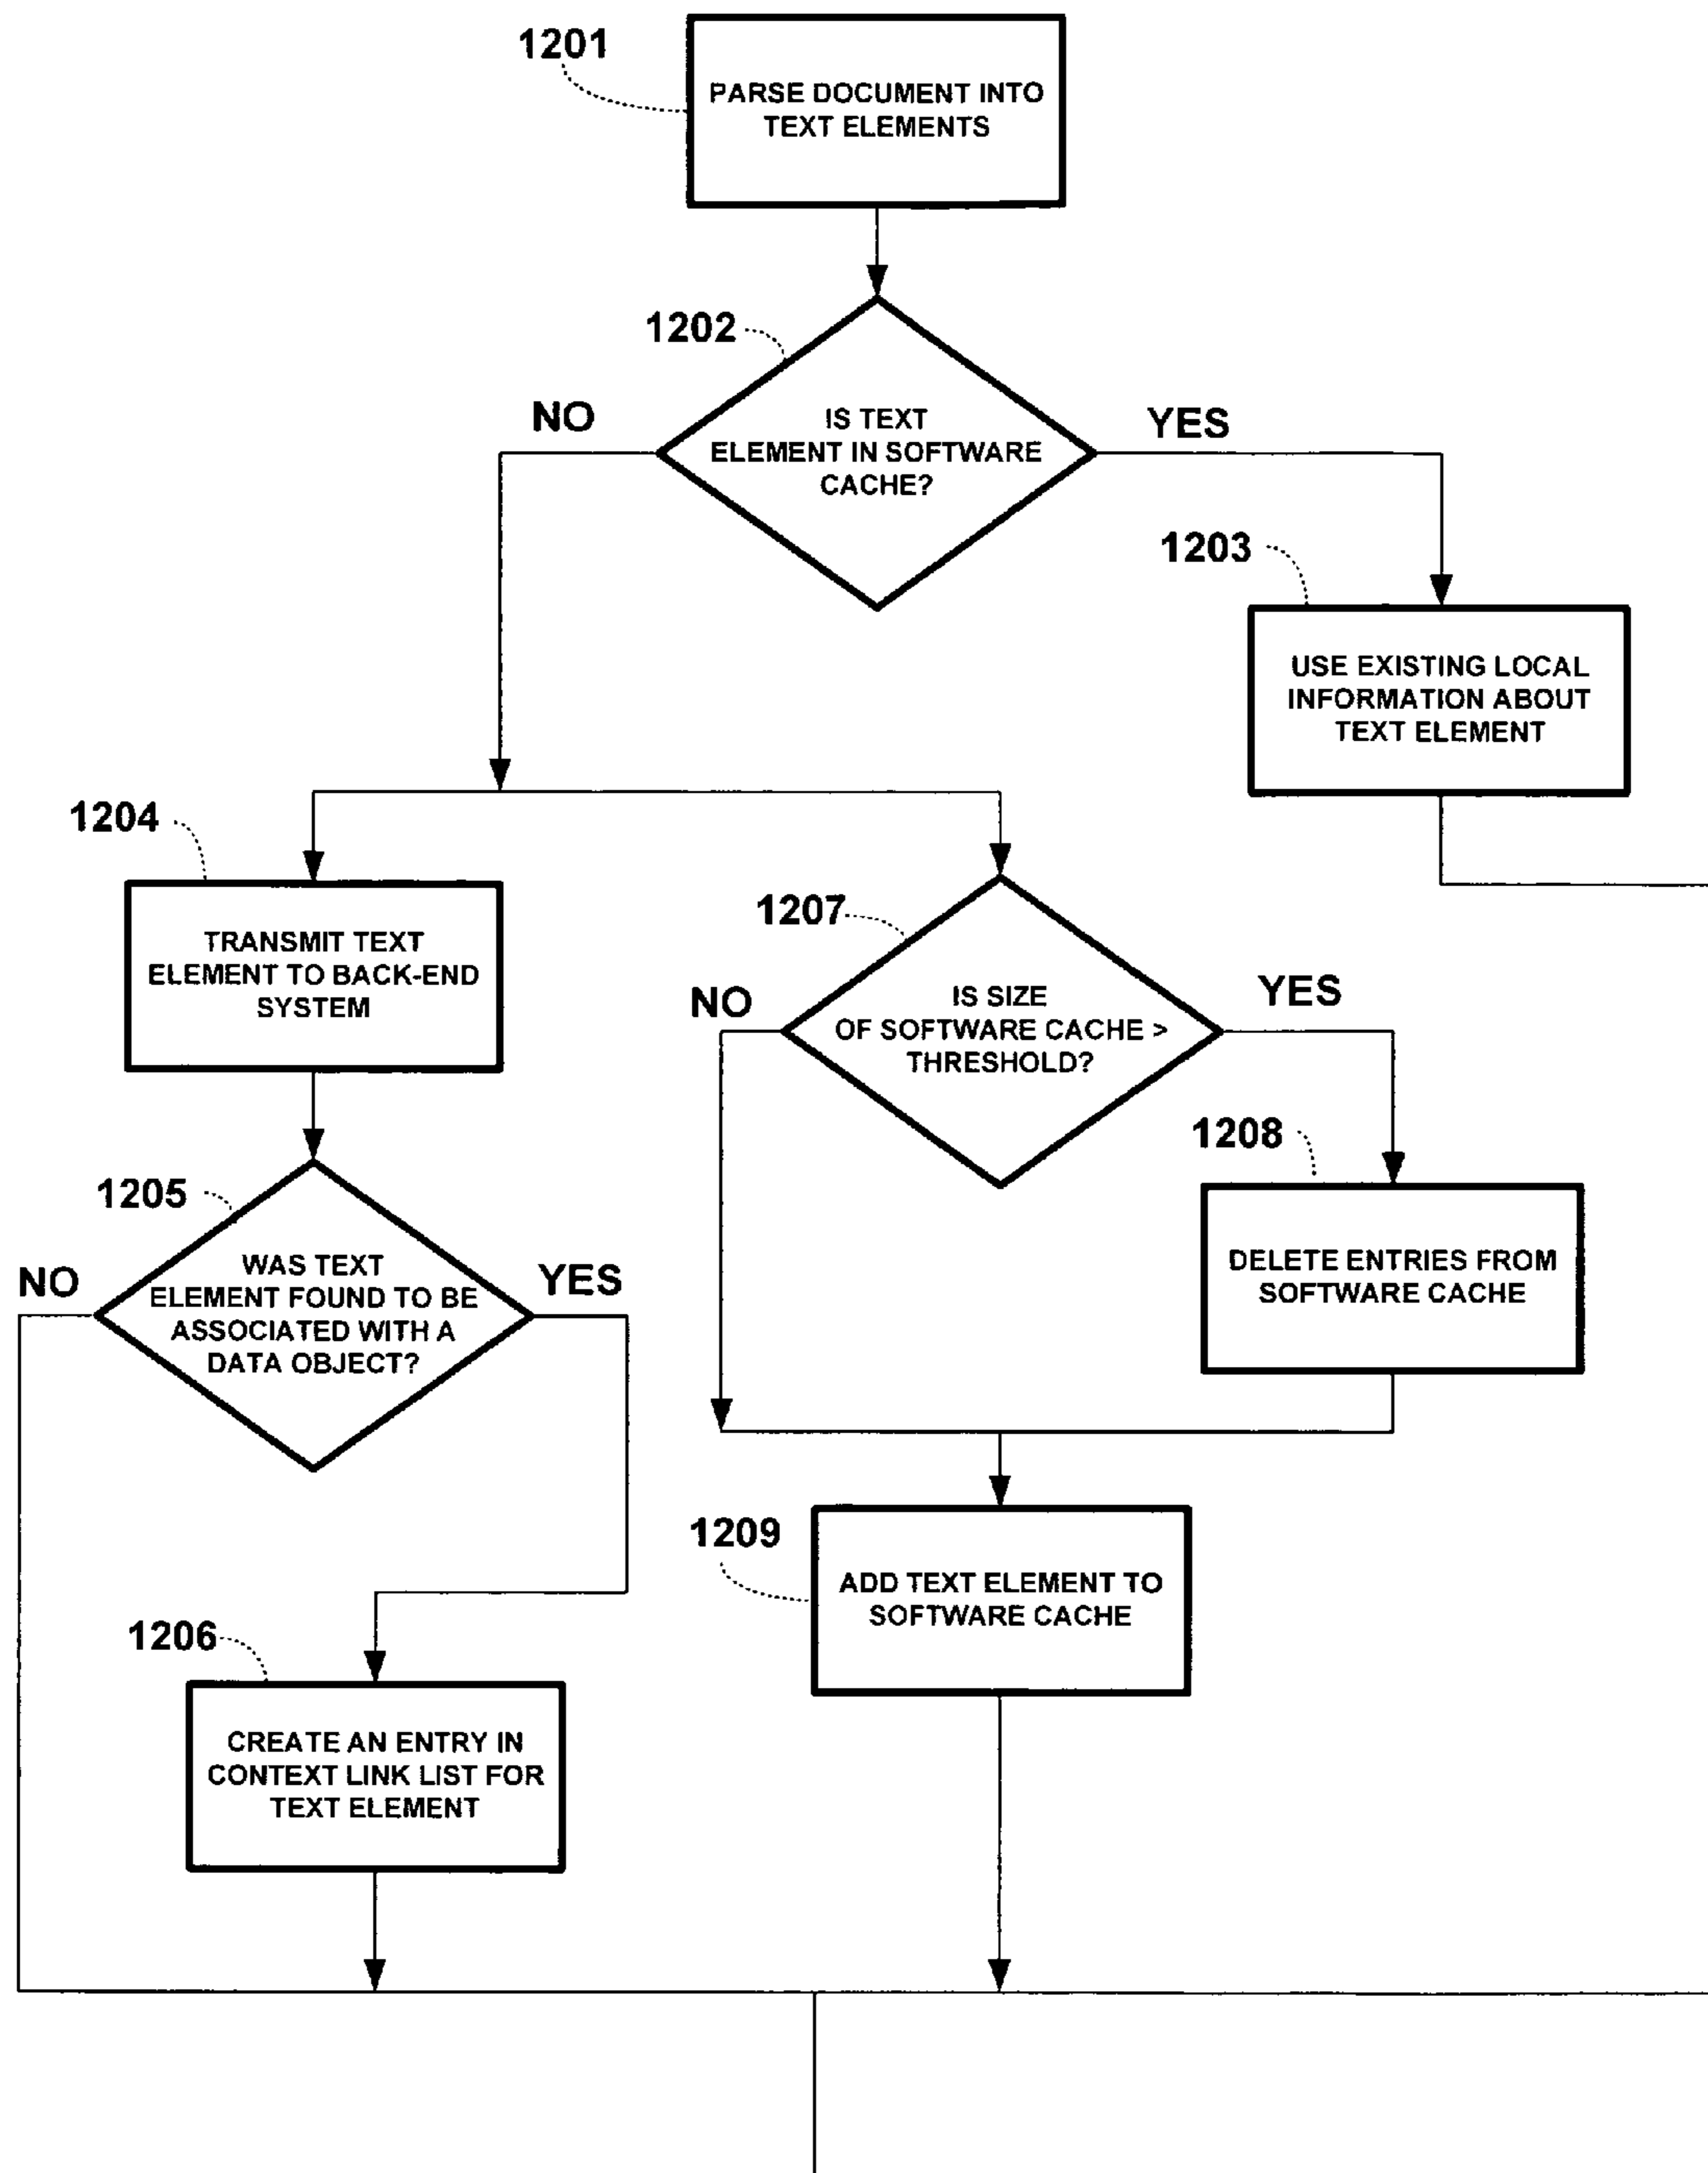 1201
PARSE DOCUMENT INTO
TEXT ELEMENTS
1202
NO
YES
IS TEXT
ELEMENT IN SOFTWARE
CACHE?
1203
USE EXISTING LOCAL
INFORMATION ABOUT
TEXT ELEMENT
1204
TRANSMIT TEXT
ELEMENT TO BACK-END
SYSTEM
1207
NO
YES
IS SIZE
OF SOFTWARE CACHE >
THRESHOLD?
1208
DELETE ENTRIES FROM
SOFTWARE CACHE
1205
NO
YES
WAS TEXT
ELEMENT FOUND TO BE
ASSOCIATED WITH A
DATA OBJECT?
1209
ADD TEXT ELEMENT TO
SOFTWARE CACHE
1206
CREATE AN ENTRY IN
CONTEXT LINK LIST FOR
TEXT ELEMENT